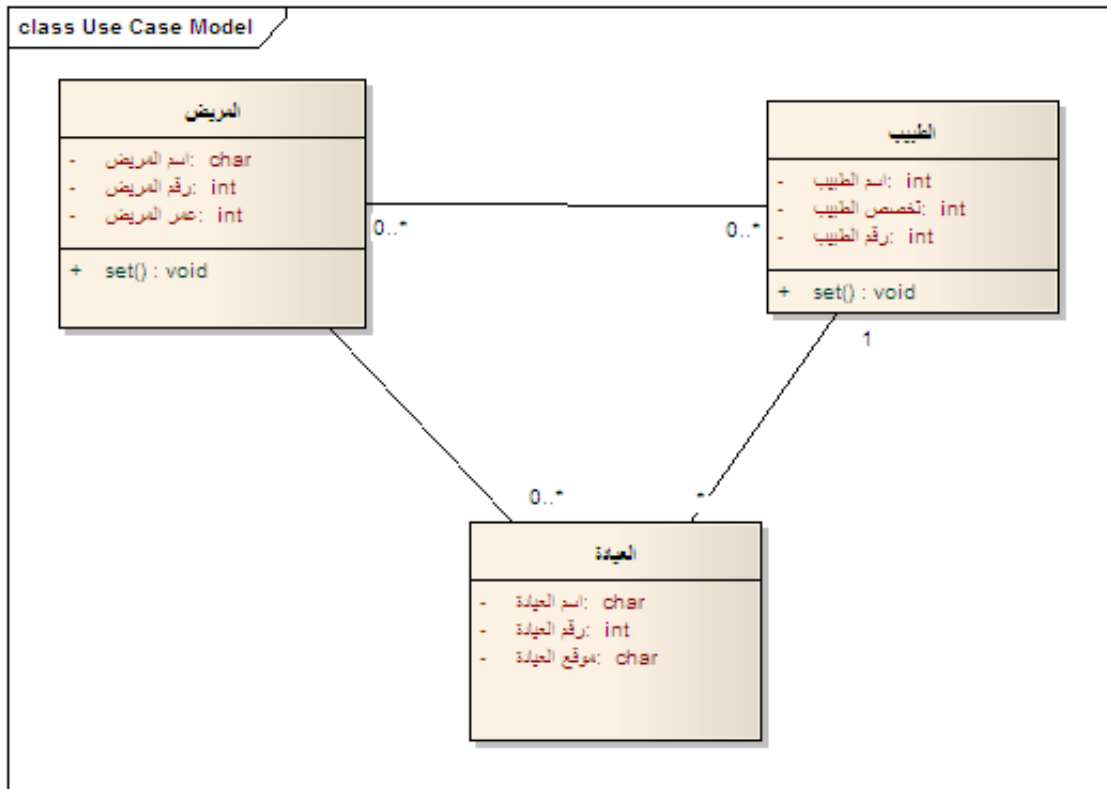 class Use Case Model
المريض
- اسم المريض: char
- رقم المريض: int
- عمر المريض: int
+ set() : void
الطبيب
- اسم الطبيب: int
- تخصص الطبيب: int
- رقم الطبيب: int
+ set() : void
0..*
0..*
1
0..*
*
العيادة
- اسم العيادة: char
- رقم العيادة: int
- موقع العيادة: char